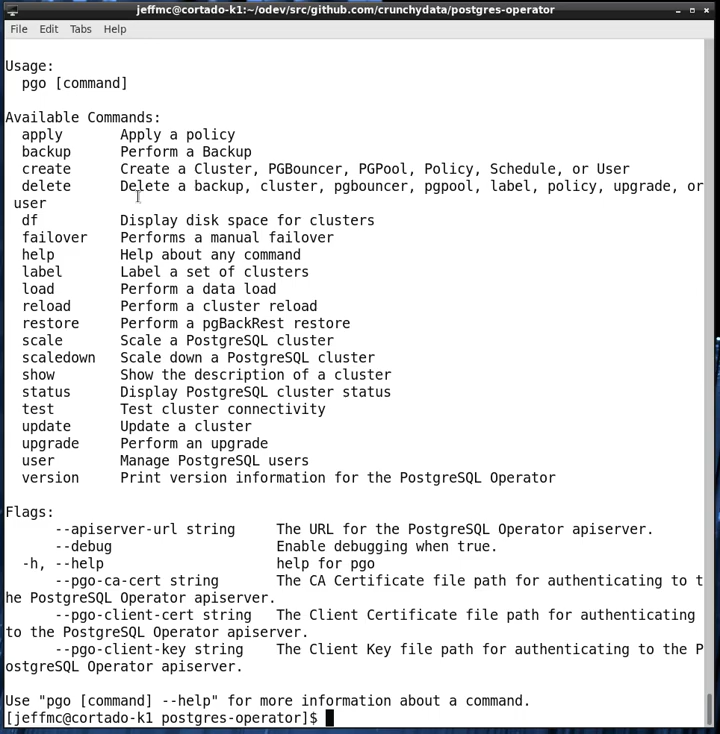 jeffmc@cortado-k1:~/odev/src/github.com/crunchydata/postgres-operator
File Edit Tabs Help
Usage:
  pgo [command]
Available Commands:
  apply       Apply a policy
  backup      Perform a Backup
  create      Create a Cluster, PGBouncer, PGPool, Policy, Schedule, or User
  delete      Delete a backup, cluster, pgbouncer, pgpool, label, policy, upgrade, or
 user
  df          Display disk space for clusters
  failover    Performs a manual failover
  help        Help about any command
  label       Label a set of clusters
  load        Perform a data load
  reload      Perform a cluster reload
  restore     Perform a pgBackRest restore
  scale       Scale a PostgreSQL cluster
  scaledown   Scale down a PostgreSQL cluster
  show        Show the description of a cluster
  status      Display PostgreSQL cluster status
  test        Test cluster connectivity
  update      Update a cluster
  upgrade     Perform an upgrade
  user        Manage PostgreSQL users
  version     Print version information for the PostgreSQL Operator
Flags:
      --apiserver-url string     The URL for the PostgreSQL Operator apiserver.
      --debug                    Enable debugging when true.
  -h, --help                     help for pgo
      --pgo-ca-cert string       The CA Certificate file path for authenticating to t
he PostgreSQL Operator apiserver.
      --pgo-client-cert string   The Client Certificate file path for authenticating 
to the PostgreSQL Operator apiserver.
      --pgo-client-key string    The Client Key file path for authenticating to the P
ostgreSQL Operator apiserver.
Use "pgo [command] --help" for more information about a command.
[jeffmc@cortado-k1 postgres-operator]$